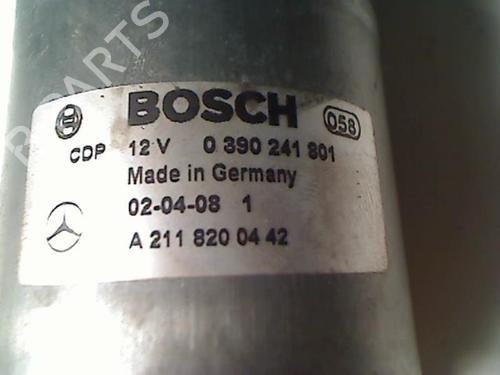 BPARTS
BOSCH 058
CDP 12 V 0 390 241 801
Made in Germany
02-04-08 1
A 211 820 04 42